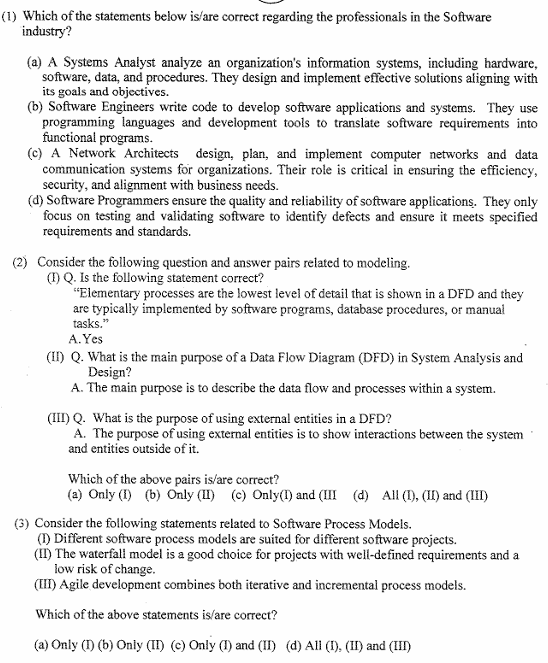 (1) Which of the statements below is/are correct regarding the professionals in the Software
industry?
(a) A Systems Analyst analyze an organization's information systems, including hardware,
software, data, and procedures. They design and implement effective solutions aligning with
its goals and objectives.
(b) Software Engineers write code to develop software applications and systems. They use
programming languages and development tools to translate software requirements into
functional programs.
(c) A Network Architects design, plan, and implement computer networks and data
communication systems for organizations. Their role is critical in ensuring the efficiency,
security, and alignment with business needs.
(d) Software Programmers ensure the quality and reliability of software applications. They only
focus on testing and validating software to identify defects and ensure it meets specified
requirements and standards.
(2) Consider the following question and answer pairs related to modeling.
(I) Q. Is the following statement correct?
"Elementary processes are the lowest level of detail that is shown in a DFD and they
are typically implemented by software programs, database procedures, or manual
tasks."
A.Yes
(II) Q. What is the main purpose of a Data Flow Diagram (DFD) in System Analysis and
Design?
A. The main purpose is to describe the data flow and processes within a system.
(III) Q. What is the purpose of using external entities in a DFD?
A. The purpose of using external entities is to show interactions between the system
and entities outside of it.
Which of the above pairs is/are correct?
(a) Only (I) (b) Only (II) (c) Only(I) and (III (d) All (I), (II) and (III)
(3) Consider the following statements related to Software Process Models.
(I) Different software process models are suited for different software projects.
(II) The waterfall model is a good choice for projects with well-defined requirements and a
low risk of change.
(III) Agile development combines both iterative and incremental process models.
Which of the above statements is/are correct?
(a) Only (I) (b) Only (II) (c) Only (I) and (II) (d) All (I), (II) and (III)